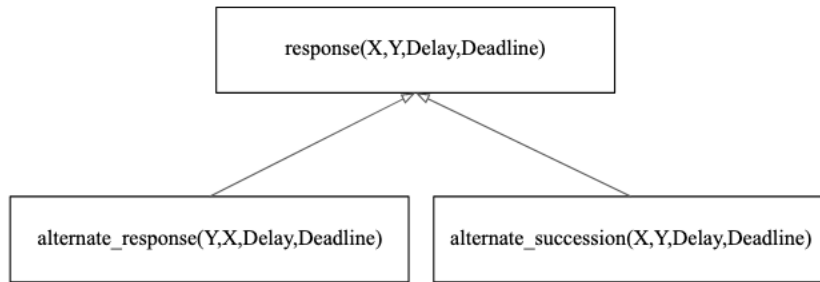 response(X,Y,Delay,Deadline)
alternate_response(Y,X,Delay,Deadline)
alternate_succession(X,Y,Delay,Deadline)